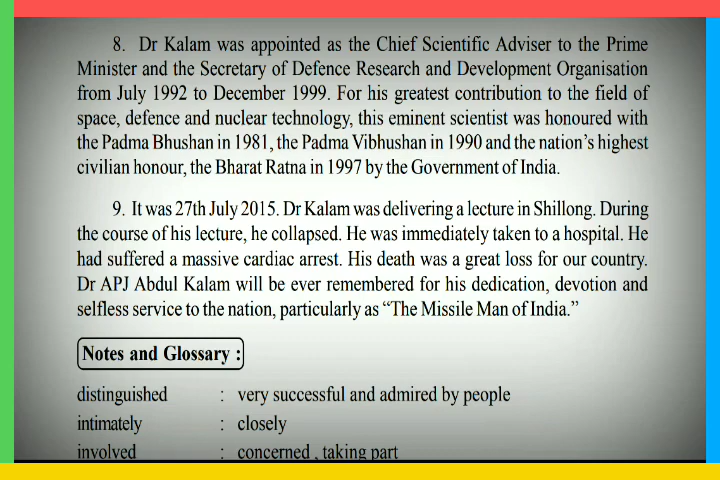 8. Dr Kalam was appointed as the Chief Scientific Adviser to the Prime
Minister and the Secretary of Defence Research and Development Organisation
from July 1992 to December 1999. For his greatest contribution to the field of
space, defence and nuclear technology, this eminent scientist was honoured with
the Padma Bhushan in 1981, the Padma Vibhushan in 1990 and the nation's highest
civilian honour, the Bharat Ratna in 1997 by the Government of India.
9. It was 27th July 2015. Dr Kalam was delivering a lecture in Shillong. During
the course of his lecture, he collapsed. He was immediately taken to a hospital. He
had suffered a massive cardiac arrest. His death was a great loss for our country.
Dr APJ Abdul Kalam will be ever remembered for his dedication, devotion and
selfless service to the nation, particularly as “The Missile Man of India.”
Notes and Glossary :
distinguished : very successful and admired by people
intimately : closely
involved : concerned , taking part